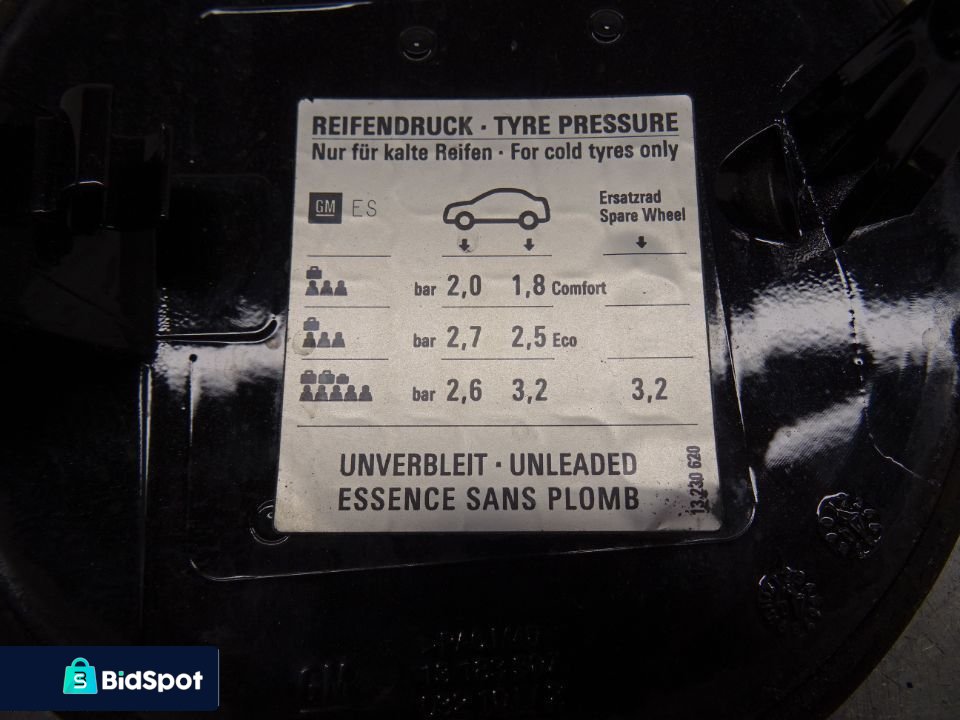 REIFENDRUCK · TYRE PRESSURE
Nur für kalte Reifen · For cold tyres only
GM ES
Ersatzrad
Spare Wheel
bar 2,0 1,8 Comfort
bar 2,7 2,5 Eco
bar 2,6 3,2 3,2
UNVERBLEIT · UNLEADED
ESSENCE SANS PLOMB
13 230 620
GM
BidSpot